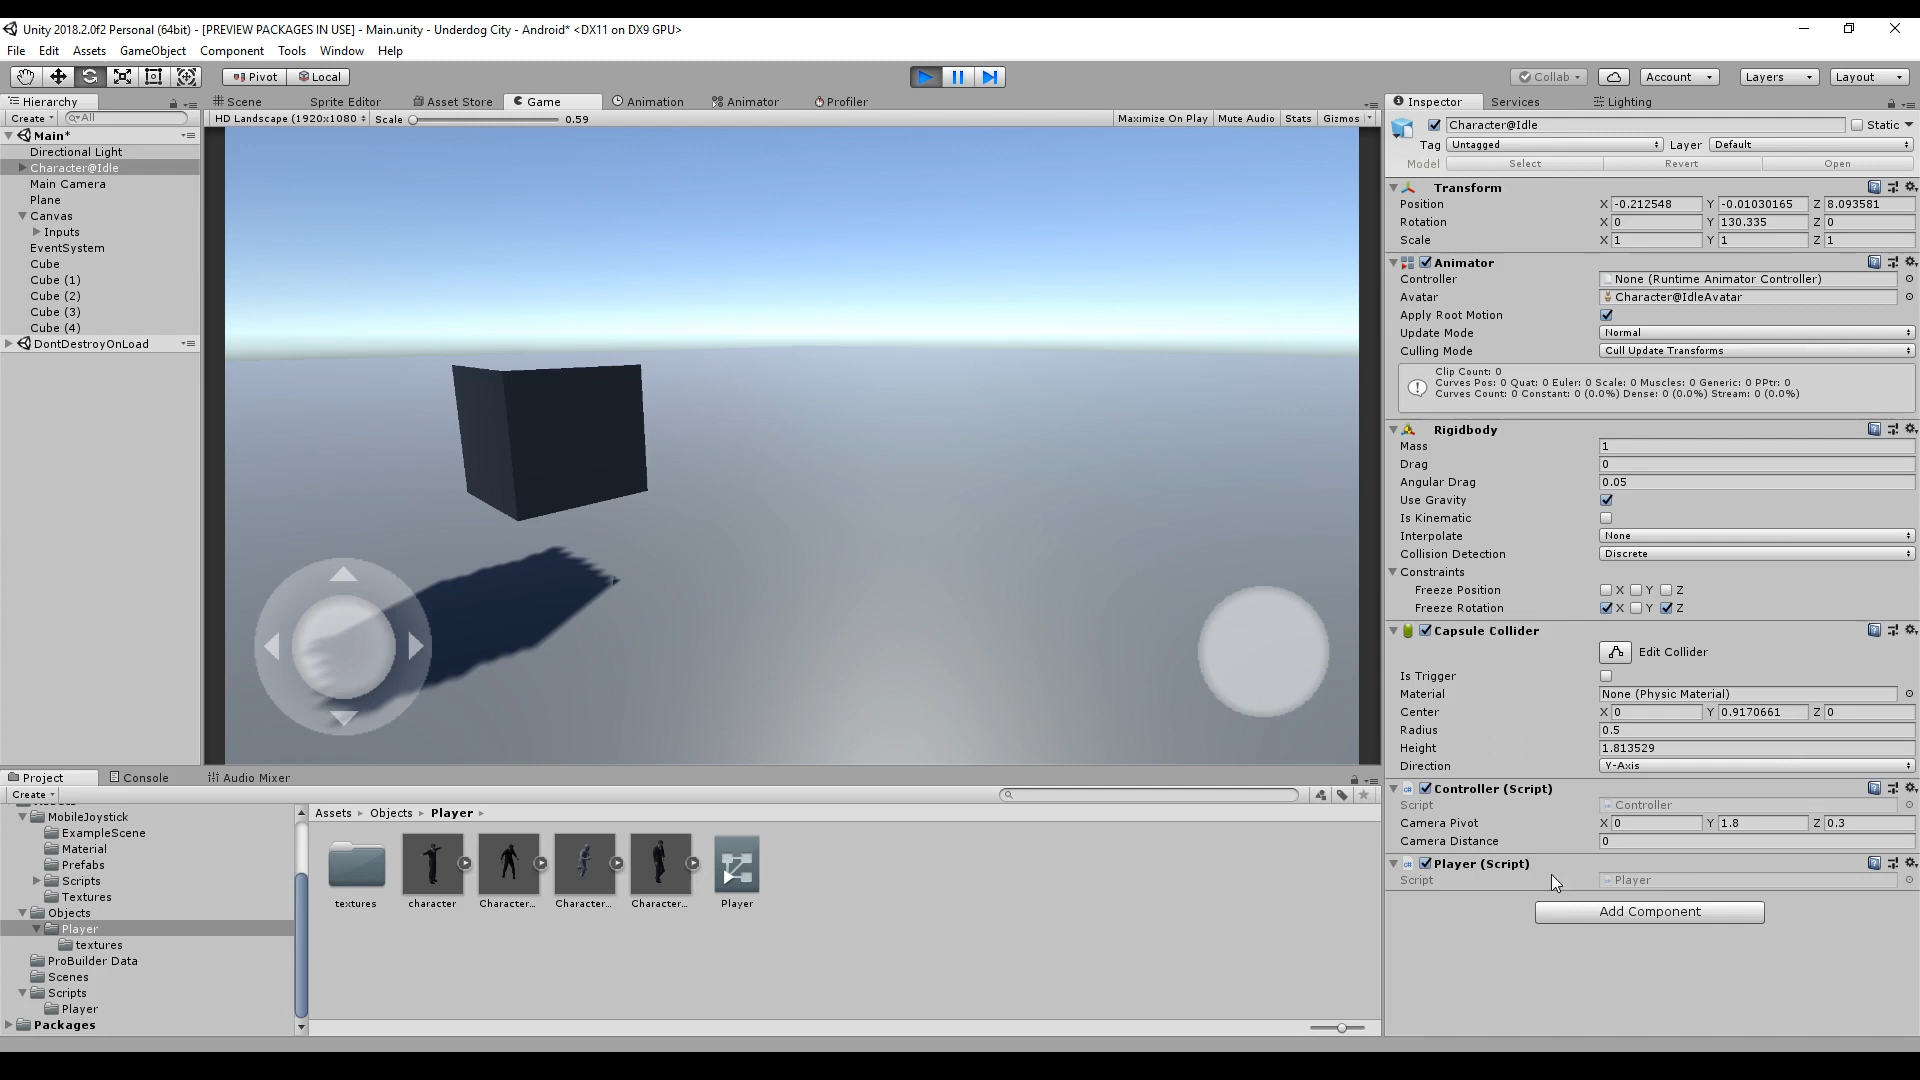 Unity 2018.2.0f2 Personal (64bit) - [PREVIEW PACKAGES IN USE] - Main.unity - Underdog City - Android* <DX11 on DX9 GPU>
File Edit Assets GameObject Component Tools Window Help
Pivot Local Collab Account Layers Layout
Hierarchy
Create All
Main*
Directional Light
Character@Idle
Main Camera
Plane
Canvas
Inputs
EventSystem
Cube
Cube (1)
Cube (2)
Cube (3)
Cube (4)
DontDestroyOnLoad
Scene Sprite Editor Asset Store Game Animation Animator Profiler
HD Landscape (1920x1080 Scale 0.59 Maximize On Play Mute Audio Stats Gizmos
Inspector Services Lighting
Character@Idle Static
Tag Untagged Layer Default
Model Select Revert Open
Transform
Position X -0.212548 Y -0.01030165 Z 8.093581
Rotation X 0 Y 130.335 Z 0
Scale X 1 Y 1 Z 1
Animator
Controller None (Runtime Animator Controller)
Avatar Character@IdleAvatar
Apply Root Motion
Update Mode Normal
Culling Mode Cull Update Transforms
Clip Count: 0
Curves Pos: 0 Quat: 0 Euler: 0 Scale: 0 Muscles: 0 Generic: 0 PPtr: 0
Curves Count: 0 Constant: 0 (0.0%) Dense: 0 (0.0%) Stream: 0 (0.0%)
Rigidbody
Mass 1
Drag 0
Angular Drag 0.05
Use Gravity
Is Kinematic
Interpolate None
Collision Detection Discrete
Constraints
Freeze Position X Y Z
Freeze Rotation X Y Z
Capsule Collider
Edit Collider
Is Trigger
Material None (Physic Material)
Center X 0 Y 0.9170661 Z 0
Radius 0.5
Height 1.813529
Direction Y-Axis
Controller (Script)
Script Controller
Camera Pivot X 0 Y 1.8 Z 0.3
Camera Distance 0
Player (Script)
Script Player
Add Component
Project Console Audio Mixer
Create
MobileJoystick
ExampleScene
Material
Prefabs
Scripts
Textures
Objects
Player
textures
ProBuilder Data
Scenes
Scripts
Player
Packages
Assets Objects Player
textures character Character... Character... Character... Player